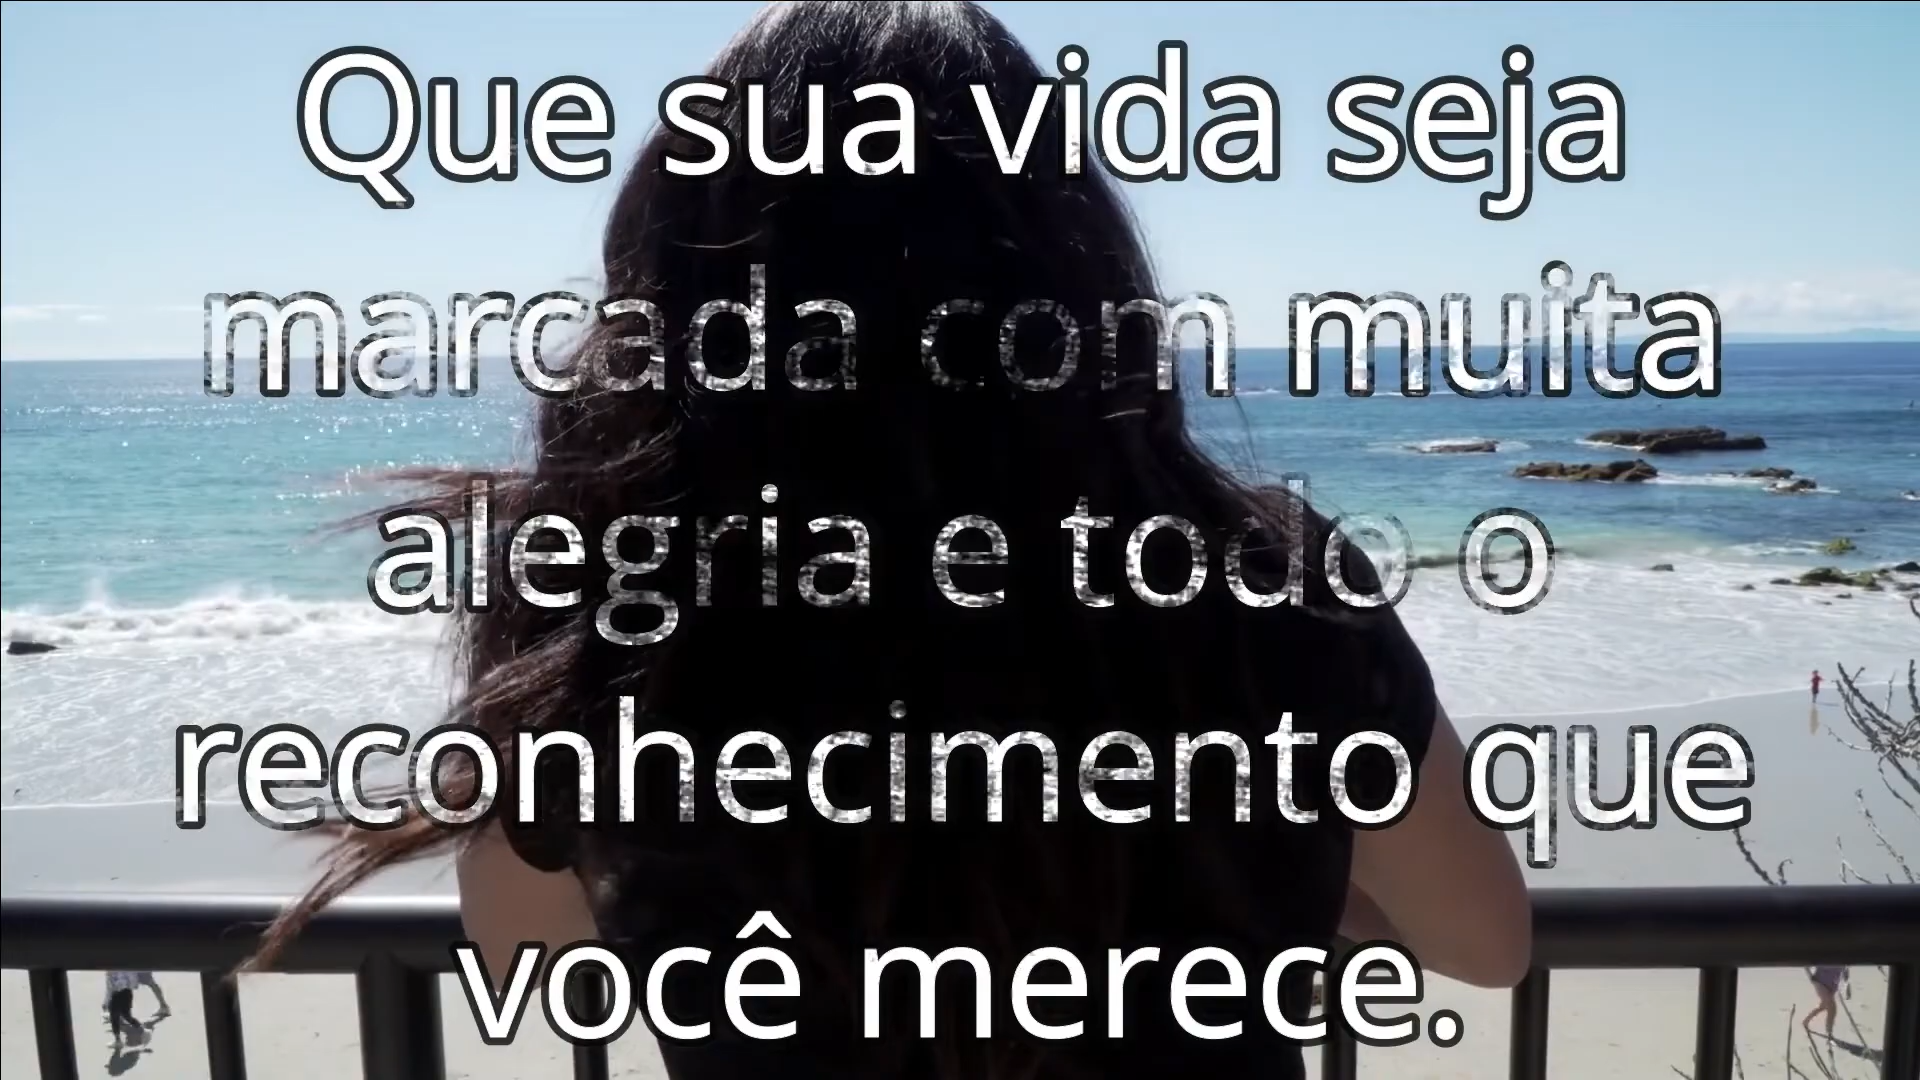 Que sua vida seja
marcada com muita
alegria e todo o
reconhecimento que
você merece.